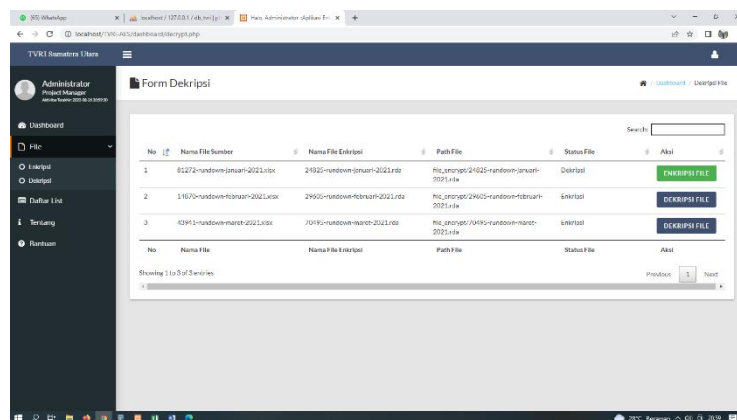 (65) WhatsApp
localhost / 127.0.0.1 / db_tvri | p
localhost/TVRI-AES/dashboard/decrypt.php
TVRI Sumatera Utara
Administrator
Project Manager
Form Dekripsi
Dashboard / Dekripsi File
Dashboard
File
Enkripsi
Dekripsi
Daftar List
Tentang
Bantuan
Search:
No Nama File Sumber Nama File Enkripsi Path File Status File Aksi
1 81272-rundown-januari-2021.xlsx 24825-rundown-januari-2021.rda file_encrypt/24825-rundown-januari-2021.rda Dekripsi ENKRIPSI FILE
2 14870-rundown-februari-2021.xlsx 29605-rundown-februari-2021.rda file_encrypt/29605-rundown-februari-2021.rda Enkripsi DEKRIPSI FILE
3 43941-rundown-maret-2021.xlsx 70495-rundown-maret-2021.rda file_encrypt/70495-rundown-maret-2021.rda Enkripsi DEKRIPSI FILE
No Nama File Nama File Enkripsi Path File Status File Aksi
Showing 1 to 3 of 3 entries
Previous 1 Next
28°C Berawan 20.59